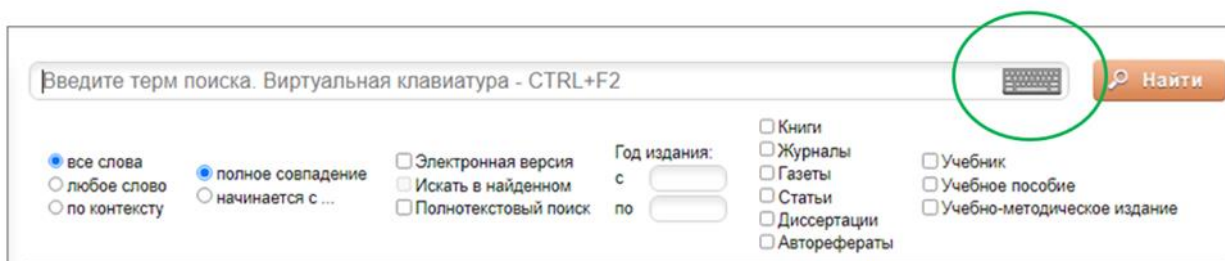 Введите терм поиска. Виртуальная клавиатура - CTRL+F2
Найти
все слова
любое слово
по контексту
полное совпадение
начинается с ...
Электронная версия
Искать в найденном
Полнотекстовый поиск
Год издания:
с
по
Книги
Журналы
Газеты
Статьи
Диссертации
Авторефераты
Учебник
Учебное пособие
Учебно-методическое издание